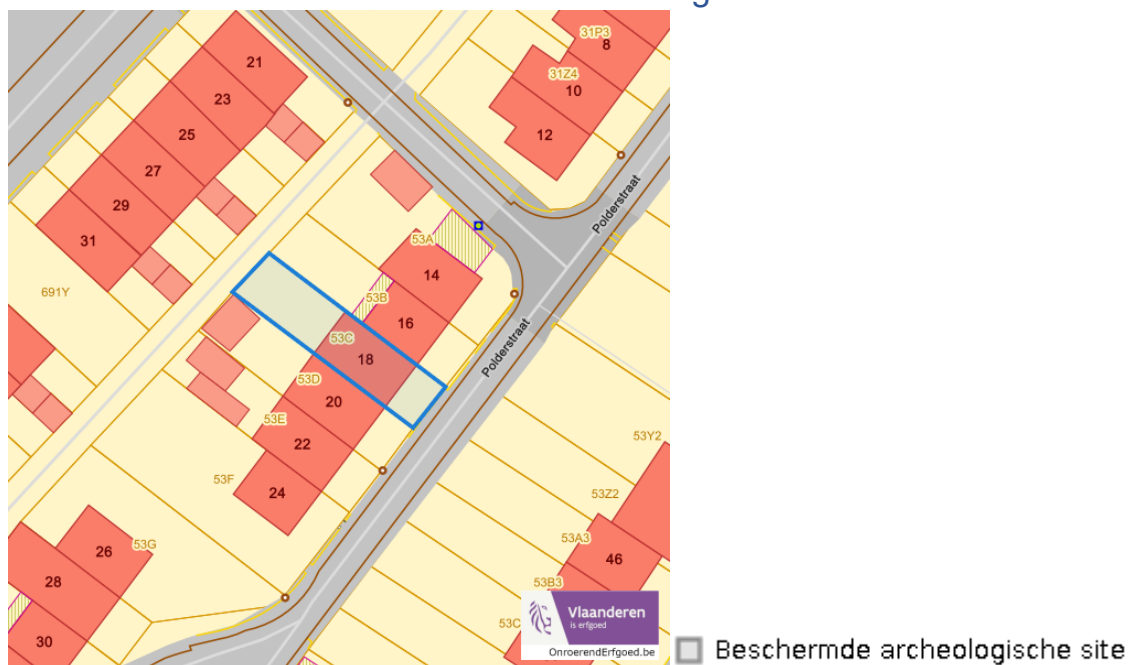 21
23
25
27
29
31
691Y
31P3
8
31Z4
10
12
Polderstraat
53A
14
53B
16
53C
18
53D
20
53E
22
53F
24
Polderstraat
53G
26
28
30
53Y2
53Z2
53A3
46
53B3
53C
Vlaanderen
is erfgoed
OnroerendErfgoed.be
Beschermde archeologische site